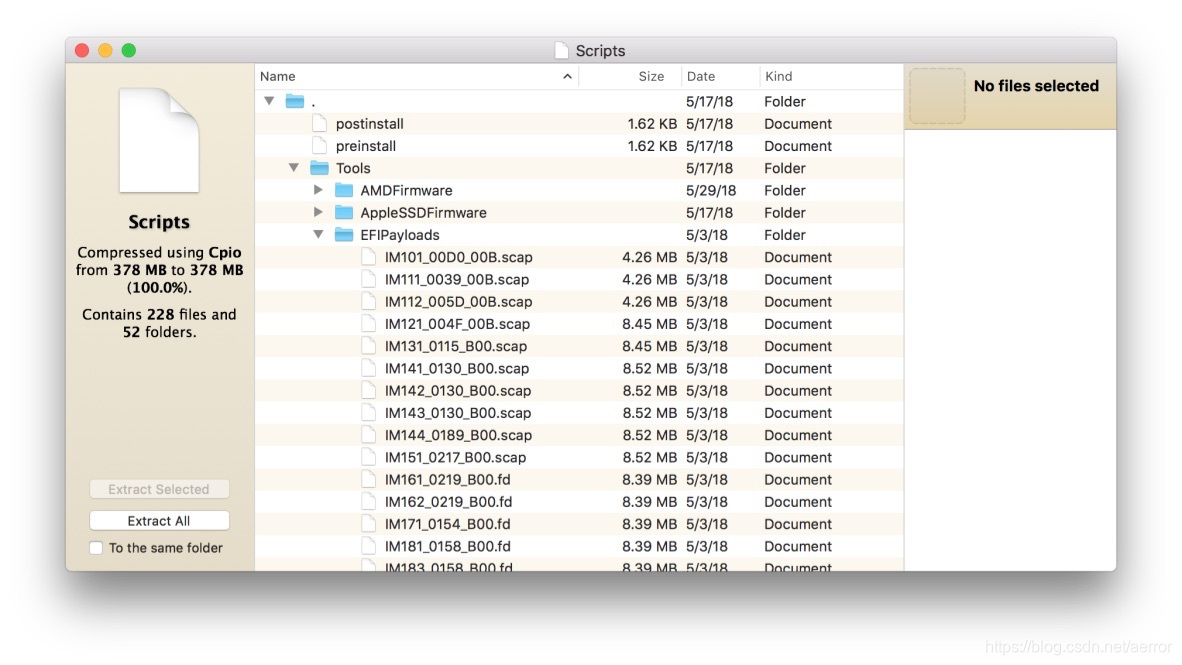 Scripts
Name Size Date Kind
. 5/17/18 Folder
postinstall 1.62 KB 5/17/18 Document
preinstall 1.62 KB 5/17/18 Document
Tools 5/17/18 Folder
AMDFirmware 5/29/18 Folder
AppleSSDFirmware 5/17/18 Folder
EFIPayloads 5/3/18 Folder
IM101_00D0_00B.scap 4.26 MB 5/3/18 Document
IM111_0039_00B.scap 4.26 MB 5/3/18 Document
IM112_005D_00B.scap 4.26 MB 5/3/18 Document
IM121_004F_00B.scap 8.45 MB 5/3/18 Document
IM131_0115_B00.scap 8.45 MB 5/3/18 Document
IM141_0130_B00.scap 8.52 MB 5/3/18 Document
IM142_0130_B00.scap 8.52 MB 5/3/18 Document
IM143_0130_B00.scap 8.52 MB 5/3/18 Document
IM144_0189_B00.scap 8.52 MB 5/3/18 Document
IM151_0217_B00.scap 8.52 MB 5/3/18 Document
IM161_0219_B00.fd 8.39 MB 5/3/18 Document
IM162_0219_B00.fd 8.39 MB 5/3/18 Document
IM171_0154_B00.fd 8.39 MB 5/3/18 Document
IM181_0158_B00.fd 8.39 MB 5/3/18 Document
IM183_0158_B00.fd 8.39 MB 5/3/18 Document
Scripts
Compressed using Cpio
from 378 MB to 378 MB
(100.0%).
Contains 228 files and
52 folders.
Extract Selected
Extract All
To the same folder
No files selected
https://blog.csdn.net/aerror